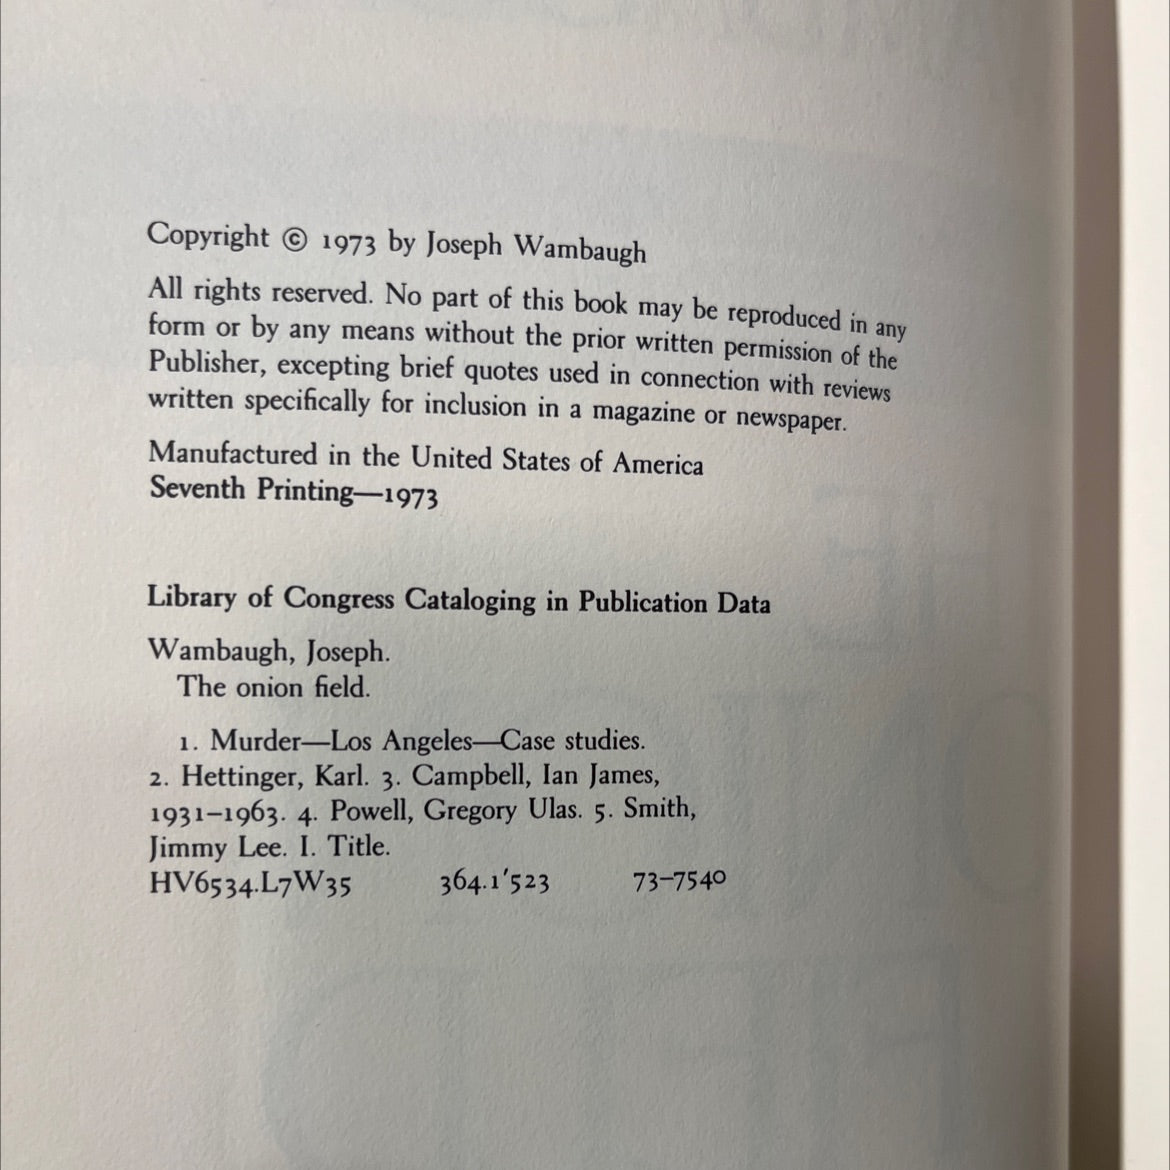 Copyright © 1973 by Joseph Wambaugh
All rights reserved. No part of this book may be reproduced in any
form or by any means without the prior written permission of the
Publisher, excepting brief quotes used in connection with reviews
written specifically for inclusion in a magazine or newspaper.
Manufactured in the United States of America
Seventh Printing—1973
Library of Congress Cataloging in Publication Data
Wambaugh, Joseph.
The onion field.
1. Murder—Los Angeles—Case studies.
2. Hettinger, Karl. 3. Campbell, Ian James,
1931–1963. 4. Powell, Gregory Ulas. 5. Smith,
Jimmy Lee. I. Title.
HV6534.L7W35 364.1'523 73–7540